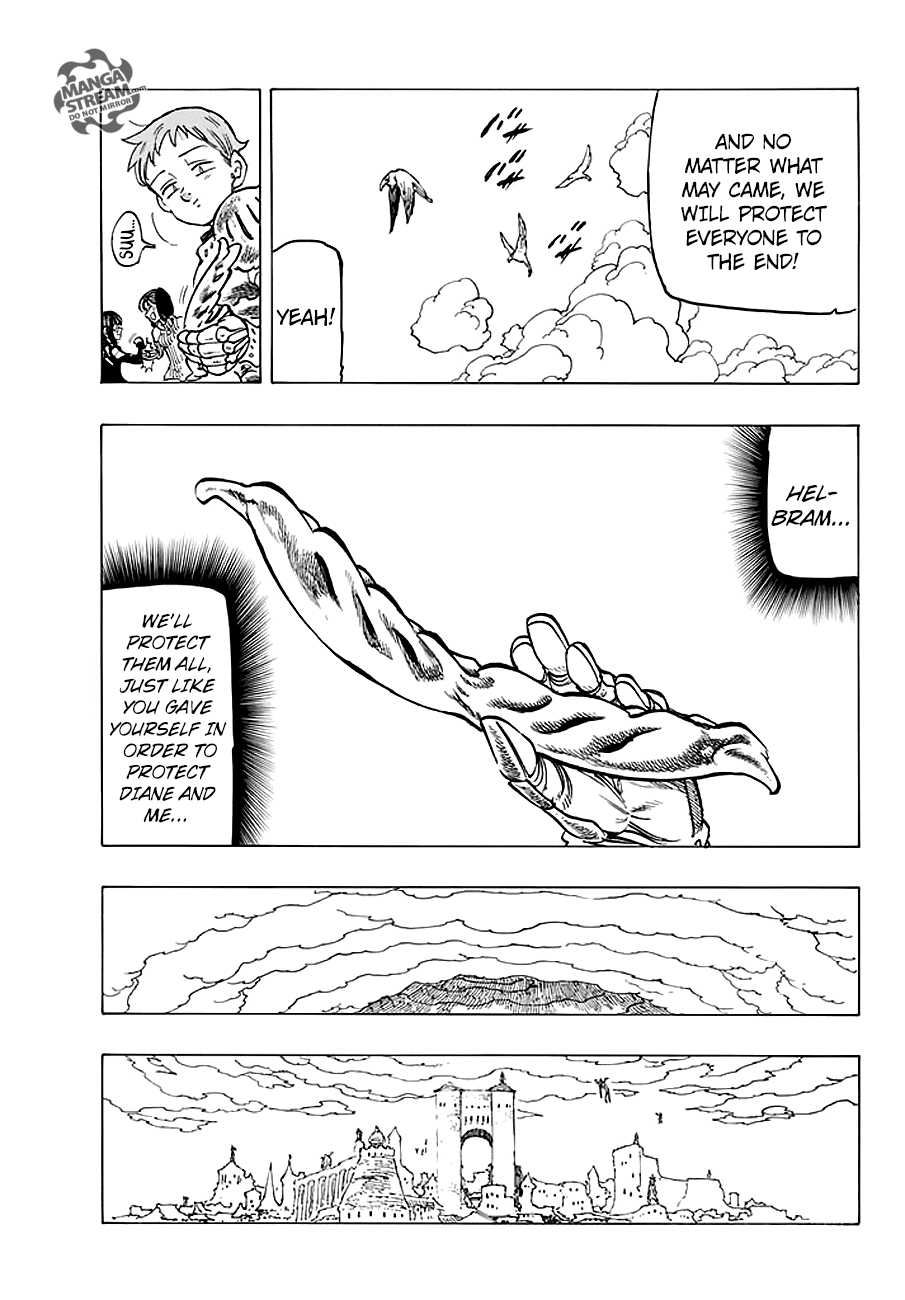 MANGA
STREAM.com
DO NOT MIRROR
AND NO
MATTER WHAT
MAY CAME, WE
WILL PROTECT
EVERYONE TO
THE END!
YEAH!
SUU...
HEL-
BRAM...
WE'LL
PROTECT
THEM ALL,
JUST LIKE
YOU GAVE
YOURSELF IN
ORDER TO
PROTECT
DIANE AND
ME...